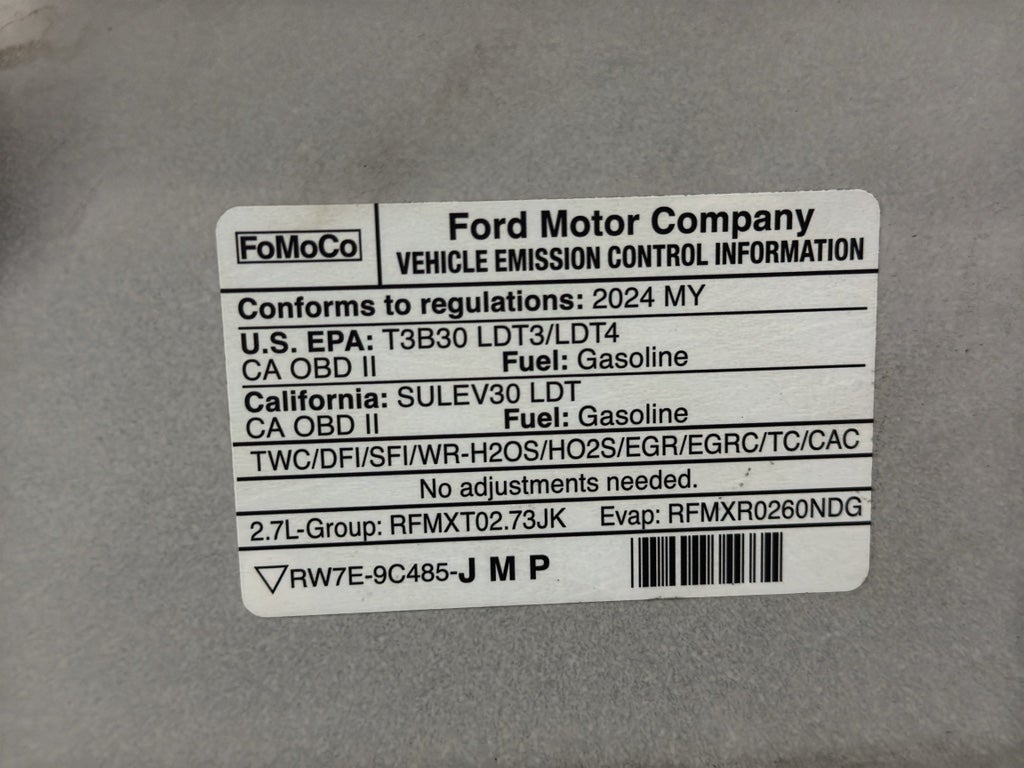 FoMoCo
Ford Motor Company
VEHICLE EMISSION CONTROL INFORMATION
Conforms to regulations: 2024 MY
U.S. EPA: T3B30 LDT3/LDT4
CA OBD II Fuel: Gasoline
California: SULEV30 LDT
CA OBD II Fuel: Gasoline
TWC/DFI/SFI/WR-H2OS/HO2S/EGR/EGRC/TC/CAC
No adjustments needed.
2.7L-Group: RFMXT02.73JK Evap: RFMXR0260NDG
RW7E-9C485-J M P